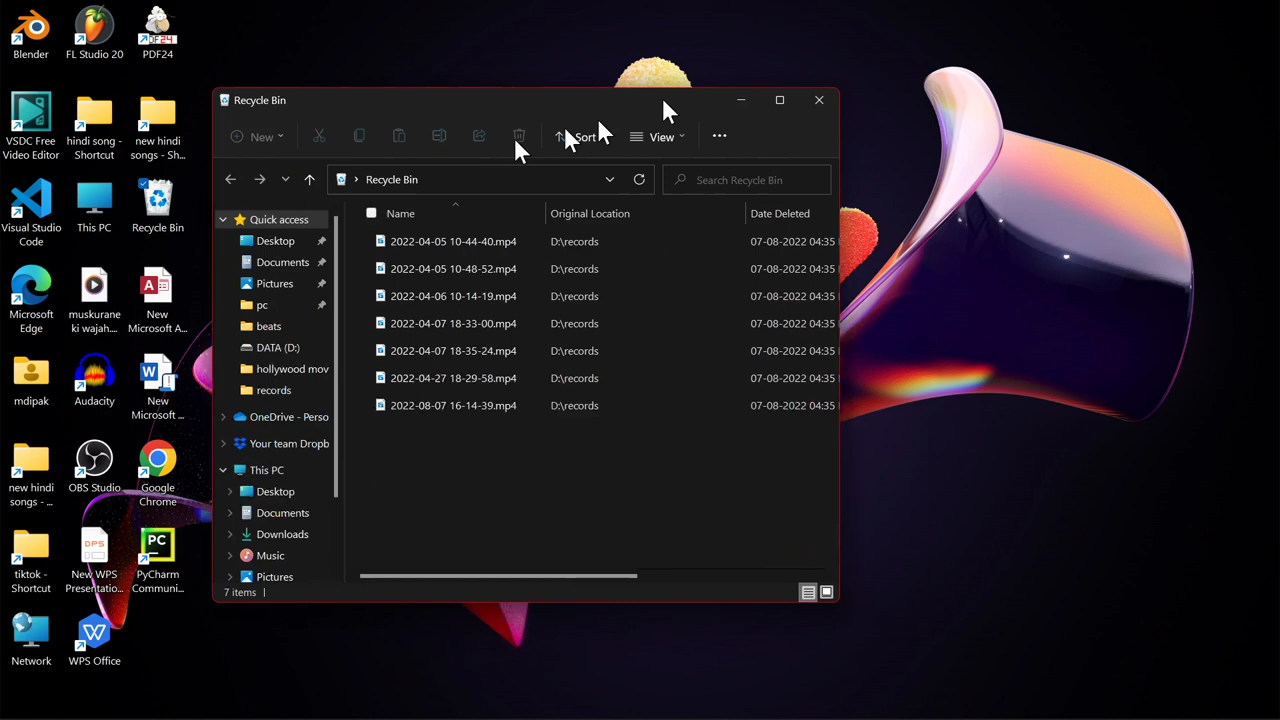 Blender
FL Studio 20
PDF24
VSDC Free
Video Editor
hindi song -
Shortcut
new hindi
songs - Sh...
Visual Studio
Code
This PC
Recycle Bin
Microsoft
Edge
muskurane
ki wajah....
New
Microsoft A...
mdipak
Audacity
New
Microsoft ...
new hindi
songs - ...
OBS Studio
Google
Chrome
tiktok -
Shortcut
New WPS
Presentatio...
PyCharm
Communi...
Network
WPS Office
Recycle Bin
New
Sort
View
Recycle Bin
Search Recycle Bin
Name
Original Location
Date Deleted
2022-04-05 10-44-40.mp4 D:\records 07-08-2022 04:35
2022-04-05 10-48-52.mp4 D:\records 07-08-2022 04:35
2022-04-06 10-14-19.mp4 D:\records 07-08-2022 04:35
2022-04-07 18-33-00.mp4 D:\records 07-08-2022 04:35
2022-04-07 18-35-24.mp4 D:\records 07-08-2022 04:35
2022-04-27 18-29-58.mp4 D:\records 07-08-2022 04:35
2022-08-07 16-14-39.mp4 D:\records 07-08-2022 04:35
Quick access
Desktop
Documents
Pictures
pc
beats
DATA (D:)
hollywood mov
records
OneDrive - Perso
Your team Dropb
This PC
Desktop
Documents
Downloads
Music
Pictures
7 items